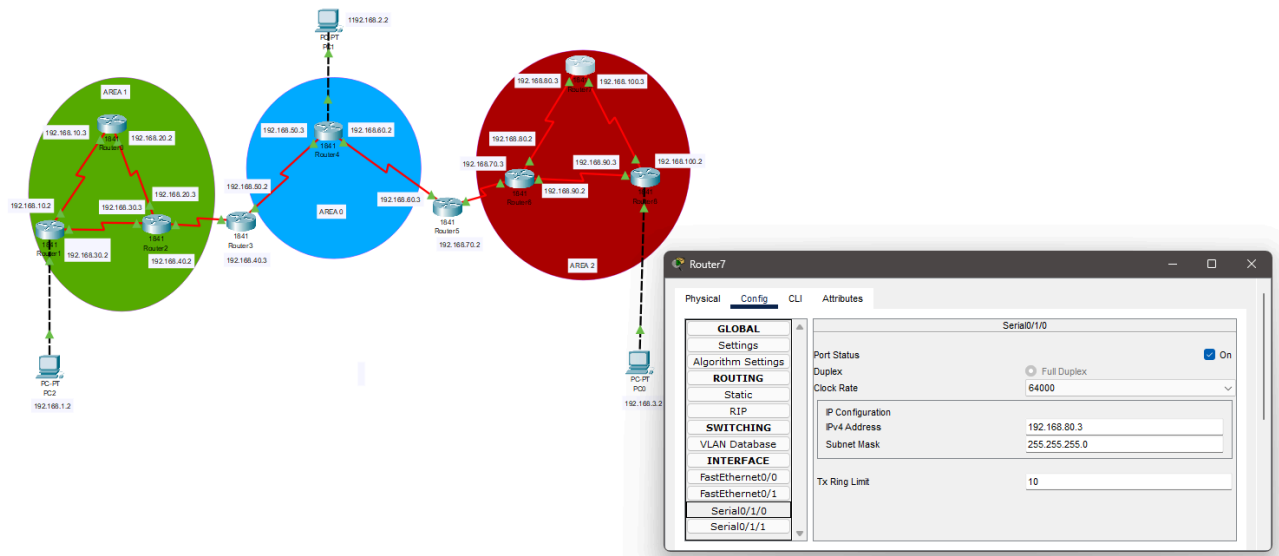 1192.168.2.2
PC-PT
PC1
AREA 1
192.168.10.3
192.168.20.2
1841
192.168.20.3
192.168.10.2
192.168.30.3
1841
Router1
192.168.30.2
1841
Router2
192.168.40.2
PC-PT
PC2
192.168.1.2
192.168.50.3
192.168.60.2
1841
Router4
192.168.50.2
AREA 0
1841
Router3
192.168.40.3
192.168.60.3
1841
Router5
192.168.70.2
192.168.80.3
192.168.100.3
192.168.80.2
192.168.70.3
192.168.90.3
192.168.100.2
1841
192.168.90.2
AREA 2
PC-PT
PC0
192.168.3.2
Router7
Physical
Config
CLI
Attributes
GLOBAL
Settings
Algorithm Settings
ROUTING
Static
RIP
SWITCHING
VLAN Database
INTERFACE
FastEthernet0/0
FastEthernet0/1
Serial0/1/0
Serial0/1/1
Serial0/1/0
Port Status
On
Duplex
Full Duplex
Clock Rate
64000
IP Configuration
IPv4 Address
192.168.80.3
Subnet Mask
255.255.255.0
Tx Ring Limit
10